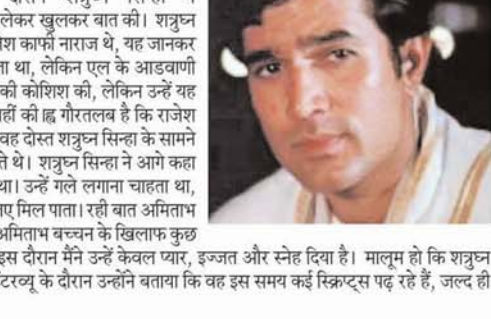 लेकर खुलकर बात की। शत्रुघ्न
काफी नाराज थे, यह जानकर
था, लेकिन एल के आडवाणी
की कोशिश की, लेकिन उन्हें यह
नहीं की। गौरतलब है कि राजेश
वह दोस्त शत्रुघ्न सिन्हा के सामने
थे। शत्रुघ्न सिन्हा ने आगे कहा
था। उन्हें गले लगाना चाहता था,
मिल पाता। रही बात अमिताभ
अमिताभ बच्चन के खिलाफ कुछ
इस दौरान मैंने उन्हें केवल प्यार, इज्जत और स्नेह दिया है। मालूम हो कि शत्रुघ्न
के दौरान उन्होंने बताया कि वह इस समय कई स्क्रिप्ट्स पढ़ रहे हैं, जल्द ही